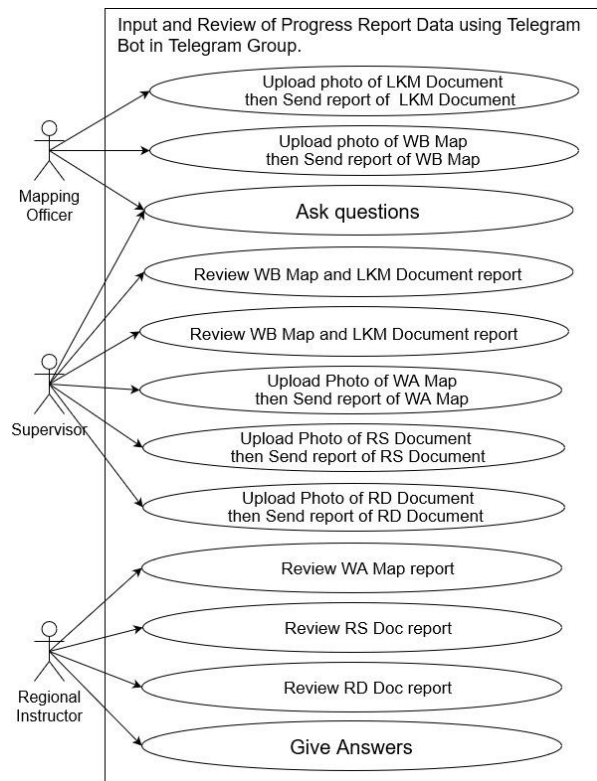 Input and Review of Progress Report Data using Telegram
Bot in Telegram Group.
Upload photo of LKM Document
then Send report of LKM Document
Upload photo of WB Map
then Send report of WB Map
Mapping
Officer
Ask questions
Review WB Map and LKM Document report
Review WB Map and LKM Document report
Upload Photo of WA Map
then Send report of WA Map
Supervisor
Upload Photo of RS Document
then Send report of RS Document
Upload Photo of RD Document
then Send report of RD Document
Review WA Map report
Review RS Doc report
Review RD Doc report
Regional
Instructor
Give Answers